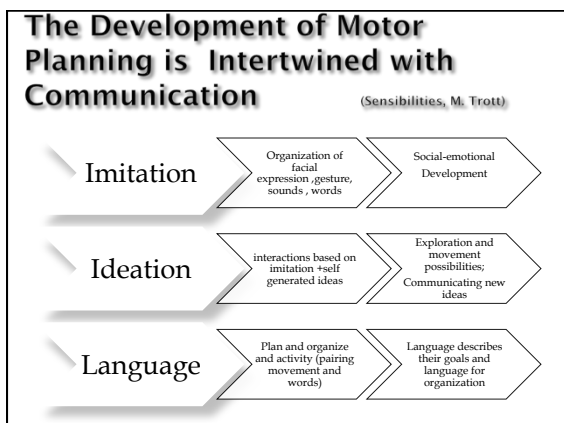 The Development of Motor
Planning is Intertwined with
Communication (Sensibilities, M. Trott)
Imitation
Organization of
facial
expression ,gesture,
sounds , words
Social-emotional
Development
Ideation
interactions based on
imitation +self
generated ideas
Exploration and
movement
possibilities;
Communicating new
ideas
Language
Plan and organize
and activity (pairing
movement and
words)
Language describes
their goals and
language for
organization